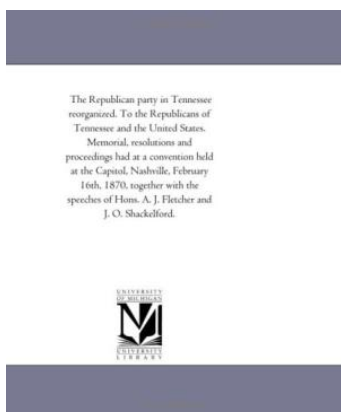 The Republican party in Tennessee
reorganized. To the Republicans of
Tennessee and the United States.
Memorial, resolutions and
proceedings had at a convention held
at the Capitol, Nashville, February
16th, 1870, together with the
speeches of Hons. A. J. Fletcher and
J. O. Shackelford.
UNIVERSITY
OF MICHIGAN
UNIVERSITY
LIBRARY